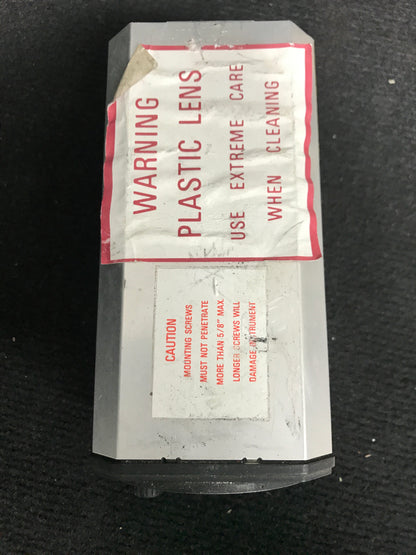 WARNING
PLASTIC LENS
USE EXTREME CARE
WHEN CLEANING
CAUTION
MOUNTING SCREWS
MUST NOT PENETRATE
MORE THAN 5/8" MAX.
LONGER SCREWS WILL
DAMAGE INSTRUMENT